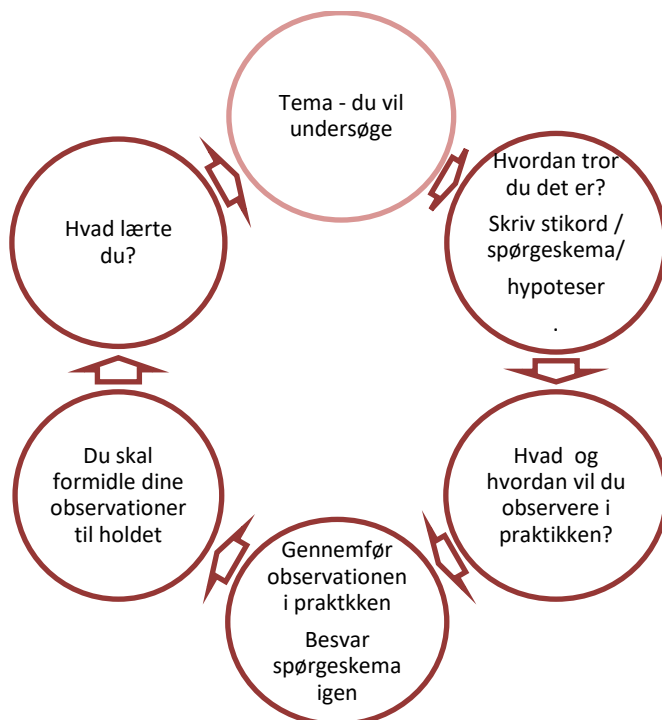 Tema - du vil
undersøge
Hvordan tror
du det er?
Skriv stikord /
spørgeskema/
hypoteser
.
Hvad  og
hvordan vil du
observere i
praktikken?
Gennemfør
observationen
i praktkken
Besvar
spørgeskema
igen
Du skal
formidle dine
observationer
til holdet
Hvad lærte
du?